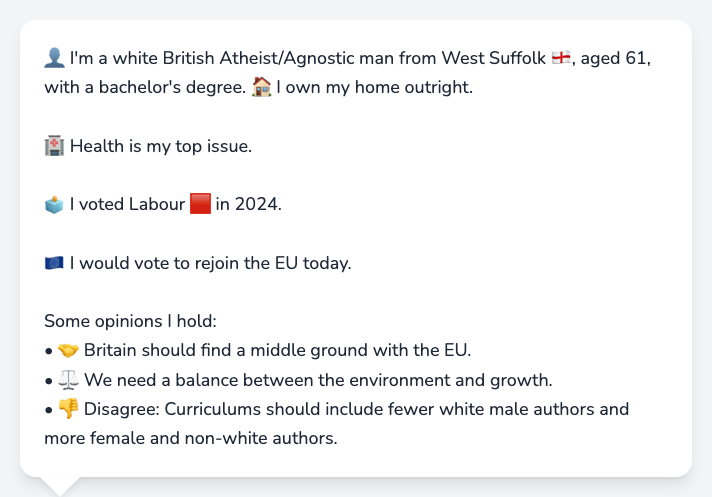 👤 I'm a white British Atheist/Agnostic man from West Suffolk 🏴󠁧󠁢󠁥󠁮󠁧󠁿, aged 61,
with a bachelor's degree. 🏠 I own my home outright.
🏥 Health is my top issue.
🗳️ I voted Labour 🟥 in 2024.
🇪🇺 I would vote to rejoin the EU today.
Some opinions I hold:
• 🤝 Britain should find a middle ground with the EU.
• ⚖️ We need a balance between the environment and growth.
• 👎 Disagree: Curriculums should include fewer white male authors and
more female and non-white authors.